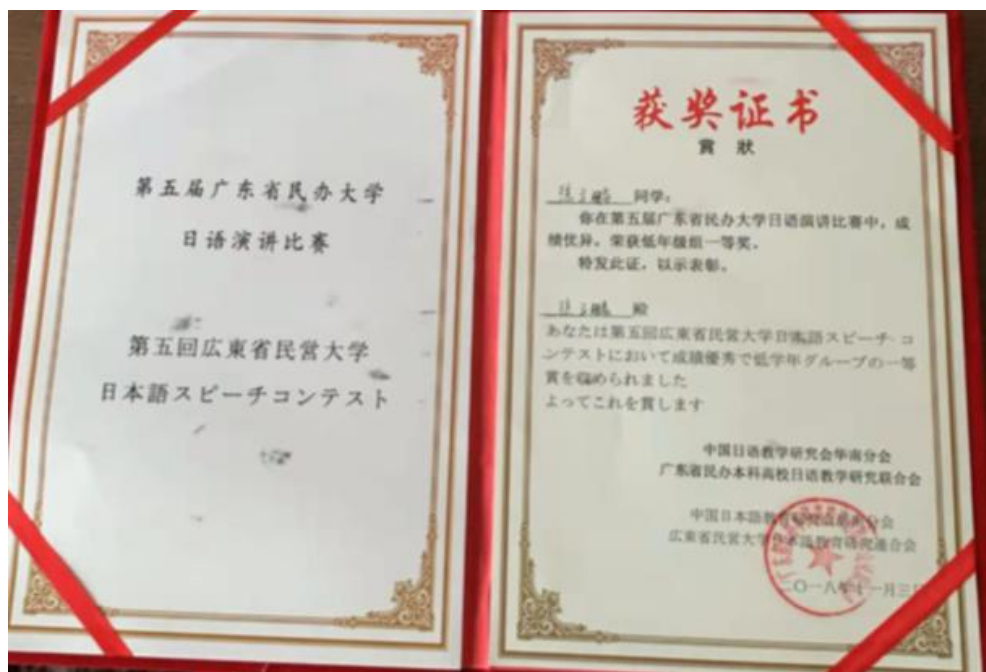 第五届广东省民办大学
日语演讲比赛
第五回広東省民営大学
日本語スピーチコンテスト
获奖证书
賞 狀
同学:
你在第五届广东省民办大学日语演讲比赛中，成
绩优异，荣获低年级组一等奖。
特发此证，以示表彰。
殿
あなたは第五回広東省民営大学日本語スピーチ コ
ンテストにおいて成績優秀で低学年グループの一等
賞を収められました
よってこれを賞します
中国日语教学研究会华南分会
广东省民办本科高校日语教学研究联合会
中国日本語教 分会
広東省民営大学日本語教育研究連合会
二〇一八年十一月三日